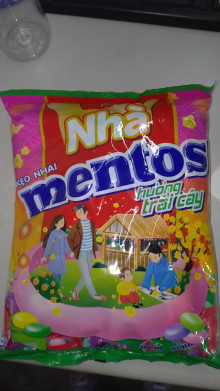 Nhà
KẸO NHAI
mentos
hương
trái cây